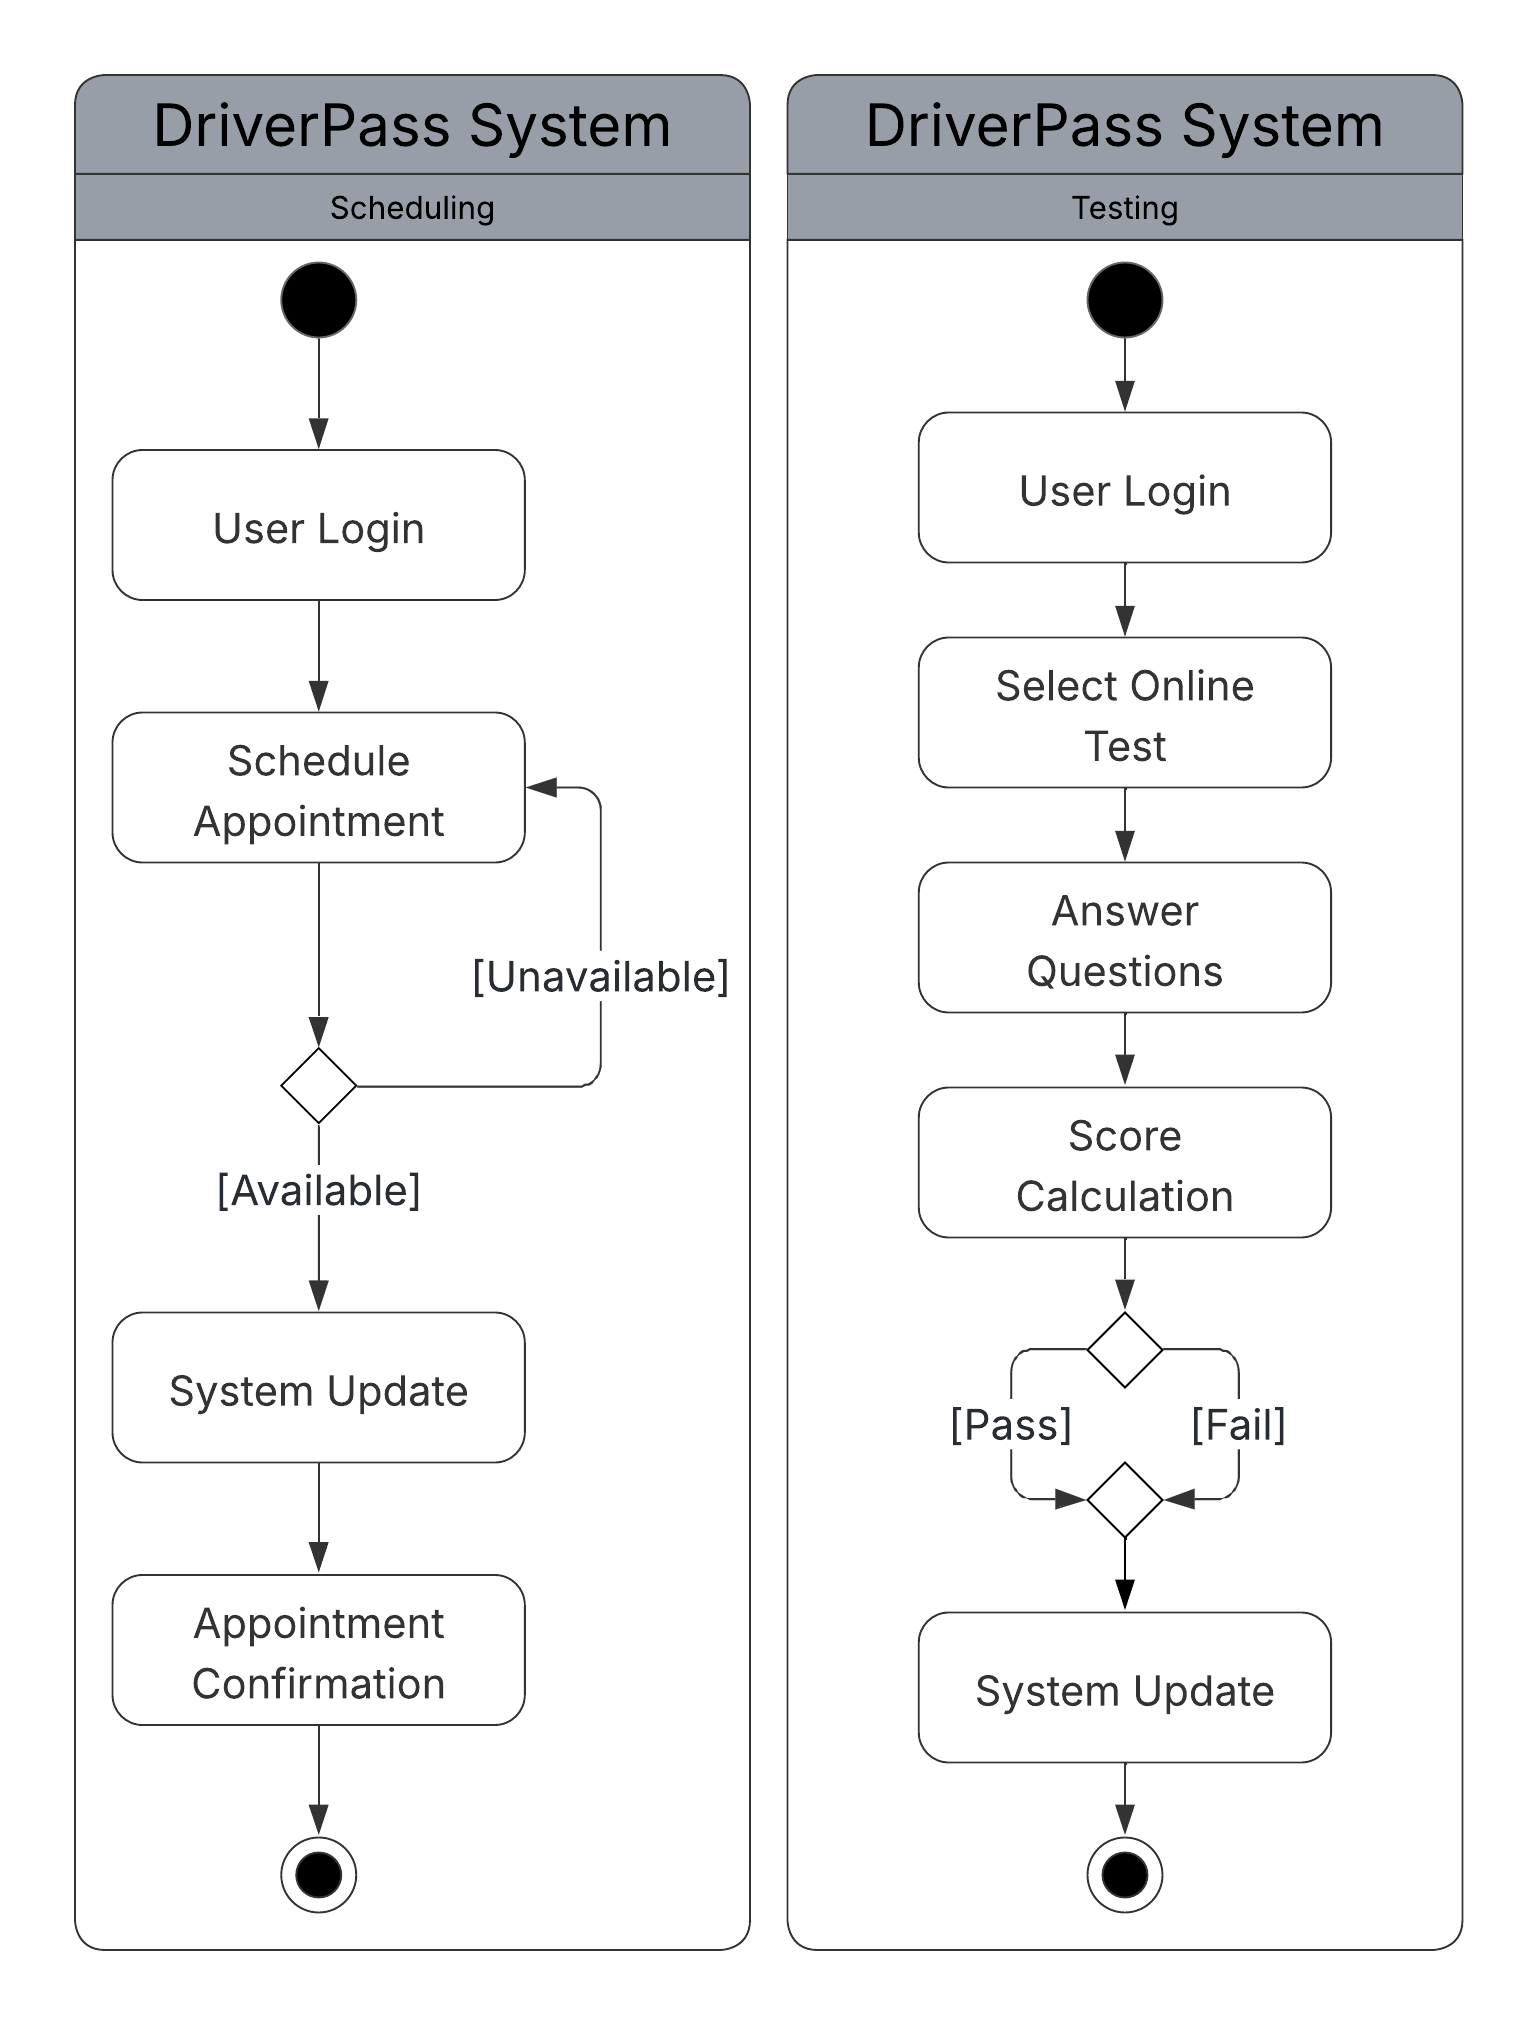 DriverPass System
Scheduling
User Login
Schedule
Appointment
[Unavailable]
[Available]
System Update
Appointment
Confirmation
DriverPass System
Testing
User Login
Select Online
Test
Answer
Questions
Score
Calculation
[Pass]
[Fail]
System Update